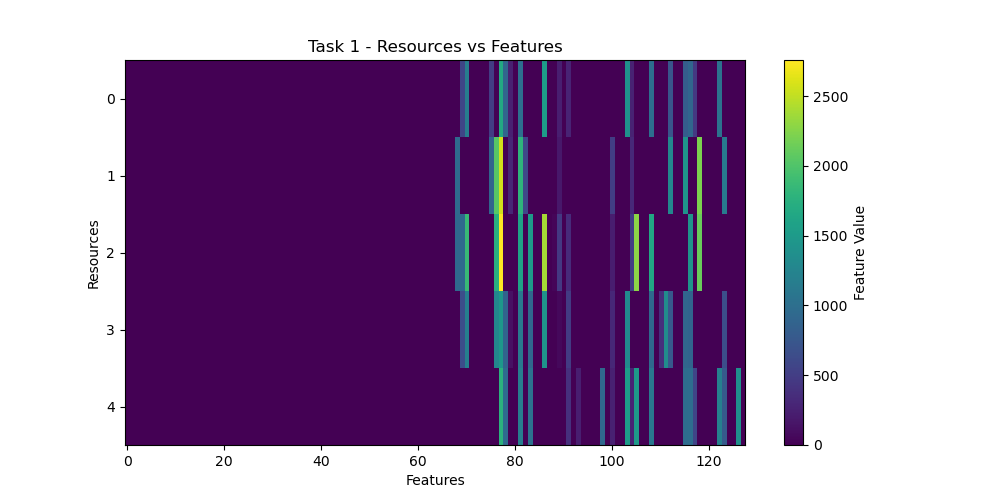 Task 1 - Resources vs Features
Resources
0
1
2
3
4
0 20 40 60 80 100 120
Features
2500
2000
1500
1000
500
0
Feature Value